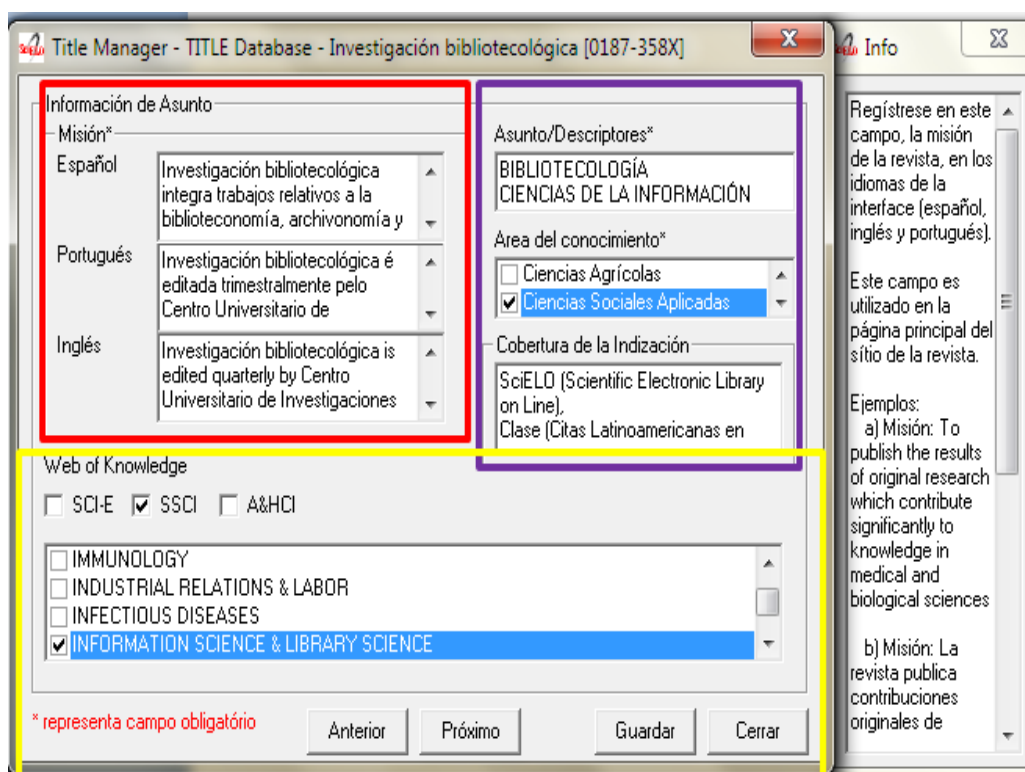 Title Manager - TITLE Database - Investigación bibliotecológica [0187-358X]
Información de Asunto
Misión*
Español
Investigación bibliotecológica
integra trabajos relativos a la
biblioteconomía, archivonomía y
Portugués
Investigación bibliotecológica é
editada trimestralmente pelo
Centro Universitario de
Inglés
Investigación bibliotecológica is
edited quarterly by Centro
Universitario de Investigaciones
Asunto/Descriptores*
BIBLIOTECOLOGÍA
CIENCIAS DE LA INFORMACIÓN
Area del conocimiento*
Ciencias Agrícolas
Ciencias Sociales Aplicadas
Cobertura de la Indización
SciELO (Scientific Electronic Library
on Line),
Clase (Citas Latinoamericanas en
Web of Knowledge
SCI-E SSCI A&HCI
IMMUNOLOGY
INDUSTRIAL RELATIONS & LABOR
INFECTIOUS DISEASES
INFORMATION SCIENCE & LIBRARY SCIENCE
* representa campo obligatório
Anterior Próximo Guardar Cerrar
Info
Regístrese en este
campo, la misión
de la revista, en los
idiomas de la
interface (español,
inglés y portugués).
Este campo es
utilizado en la
página principal del
sítio de la revista.
Ejemplos:
a) Misión: To
publish the results
of original research
which contribute
significantly to
knowledge in
medical and
biological sciences
b) Misión: La
revista publica
contribuciones
originales de